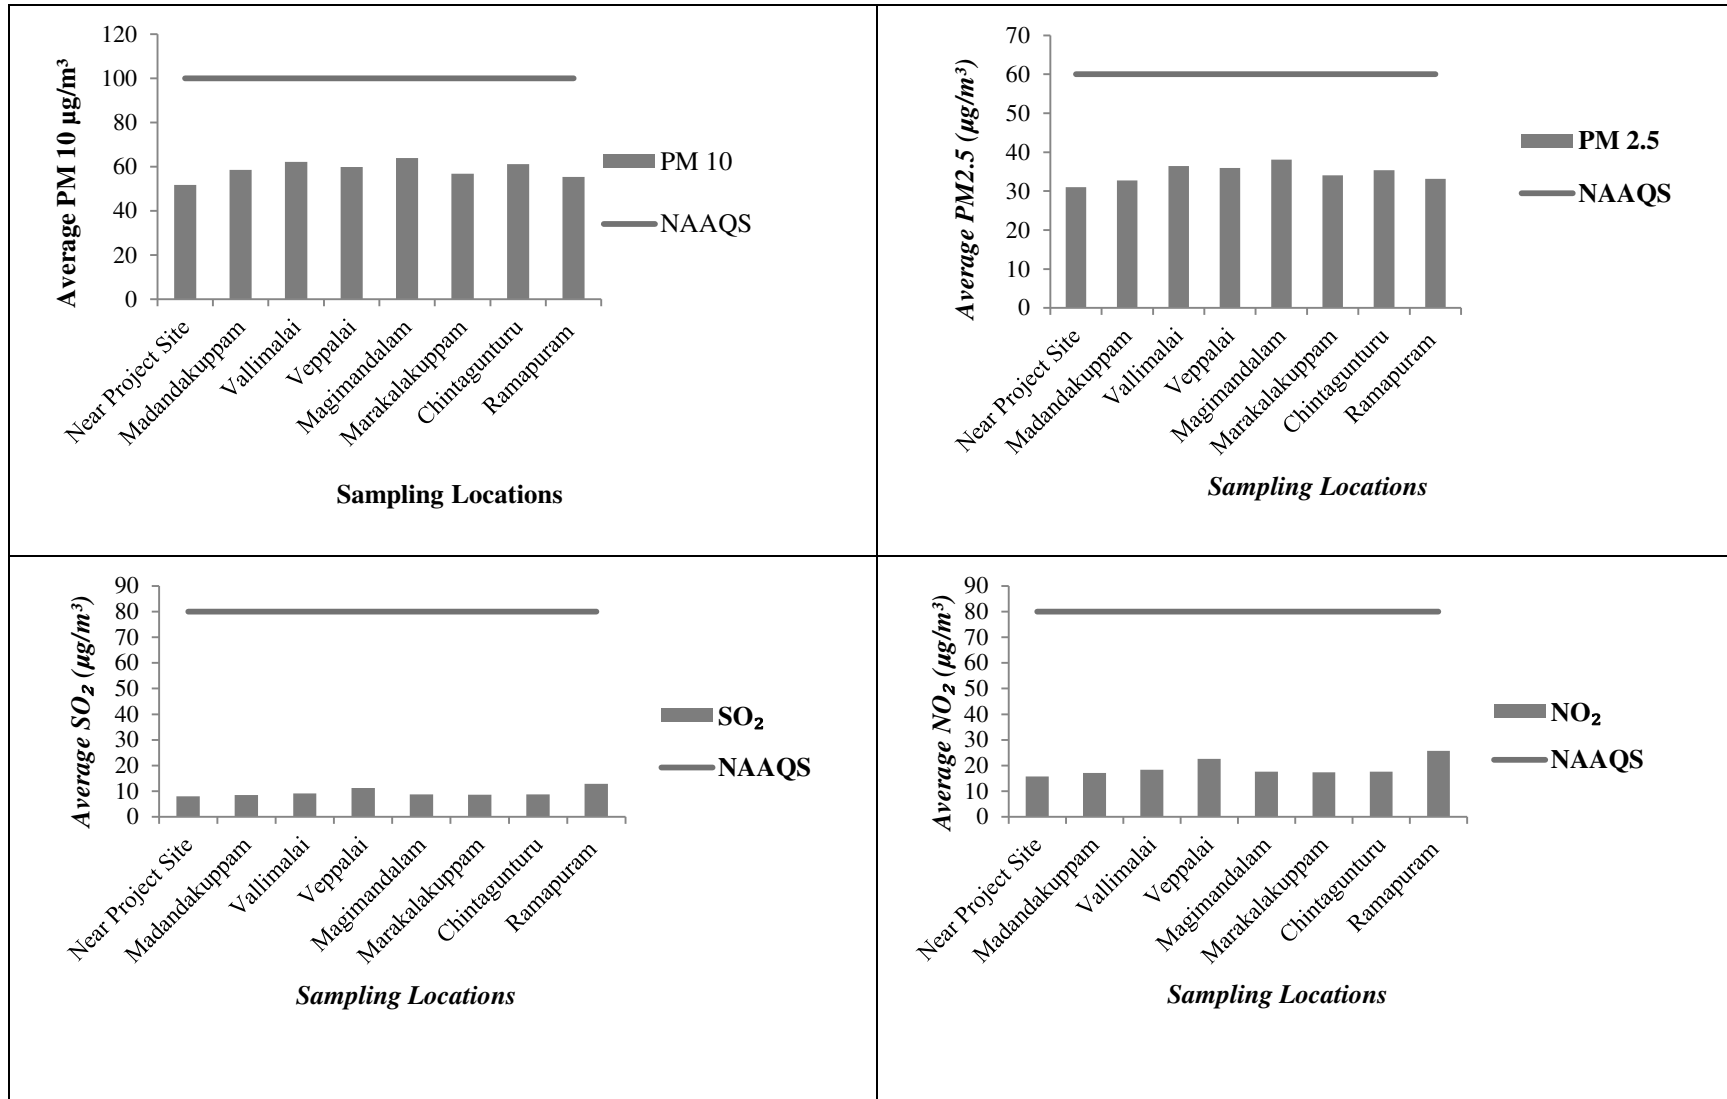 120
100
80
60
40
20
0
Average PM 10 µg/m³
Near Project Site
Madandakuppam
Vallimalai
Veppalai
Magimandalam
Marakalakuppam
Chintagunturu
Ramapuram
Sampling Locations
PM 10
NAAQS
70
60
50
40
30
20
10
0
Average PM2.5 (µg/m³)
Near Project Site
Madandakuppam
Vallimalai
Veppalai
Magimandalam
Marakalakuppam
Chintagunturu
Ramapuram
Sampling Locations
PM 2.5
NAAQS
90
80
70
60
50
40
30
20
10
0
Average SO₂ (µg/m³)
Near Project Site
Madandakuppam
Vallimalai
Veppalai
Magimandalam
Marakalakuppam
Chintagunturu
Ramapuram
Sampling Locations
SO₂
NAAQS
90
80
70
60
50
40
30
20
10
0
Average NO₂ (µg/m³)
Near Project Site
Madandakuppam
Vallimalai
Veppalai
Magimandalam
Marakalakuppam
Chintagunturu
Ramapuram
Sampling Locations
NO₂
NAAQS